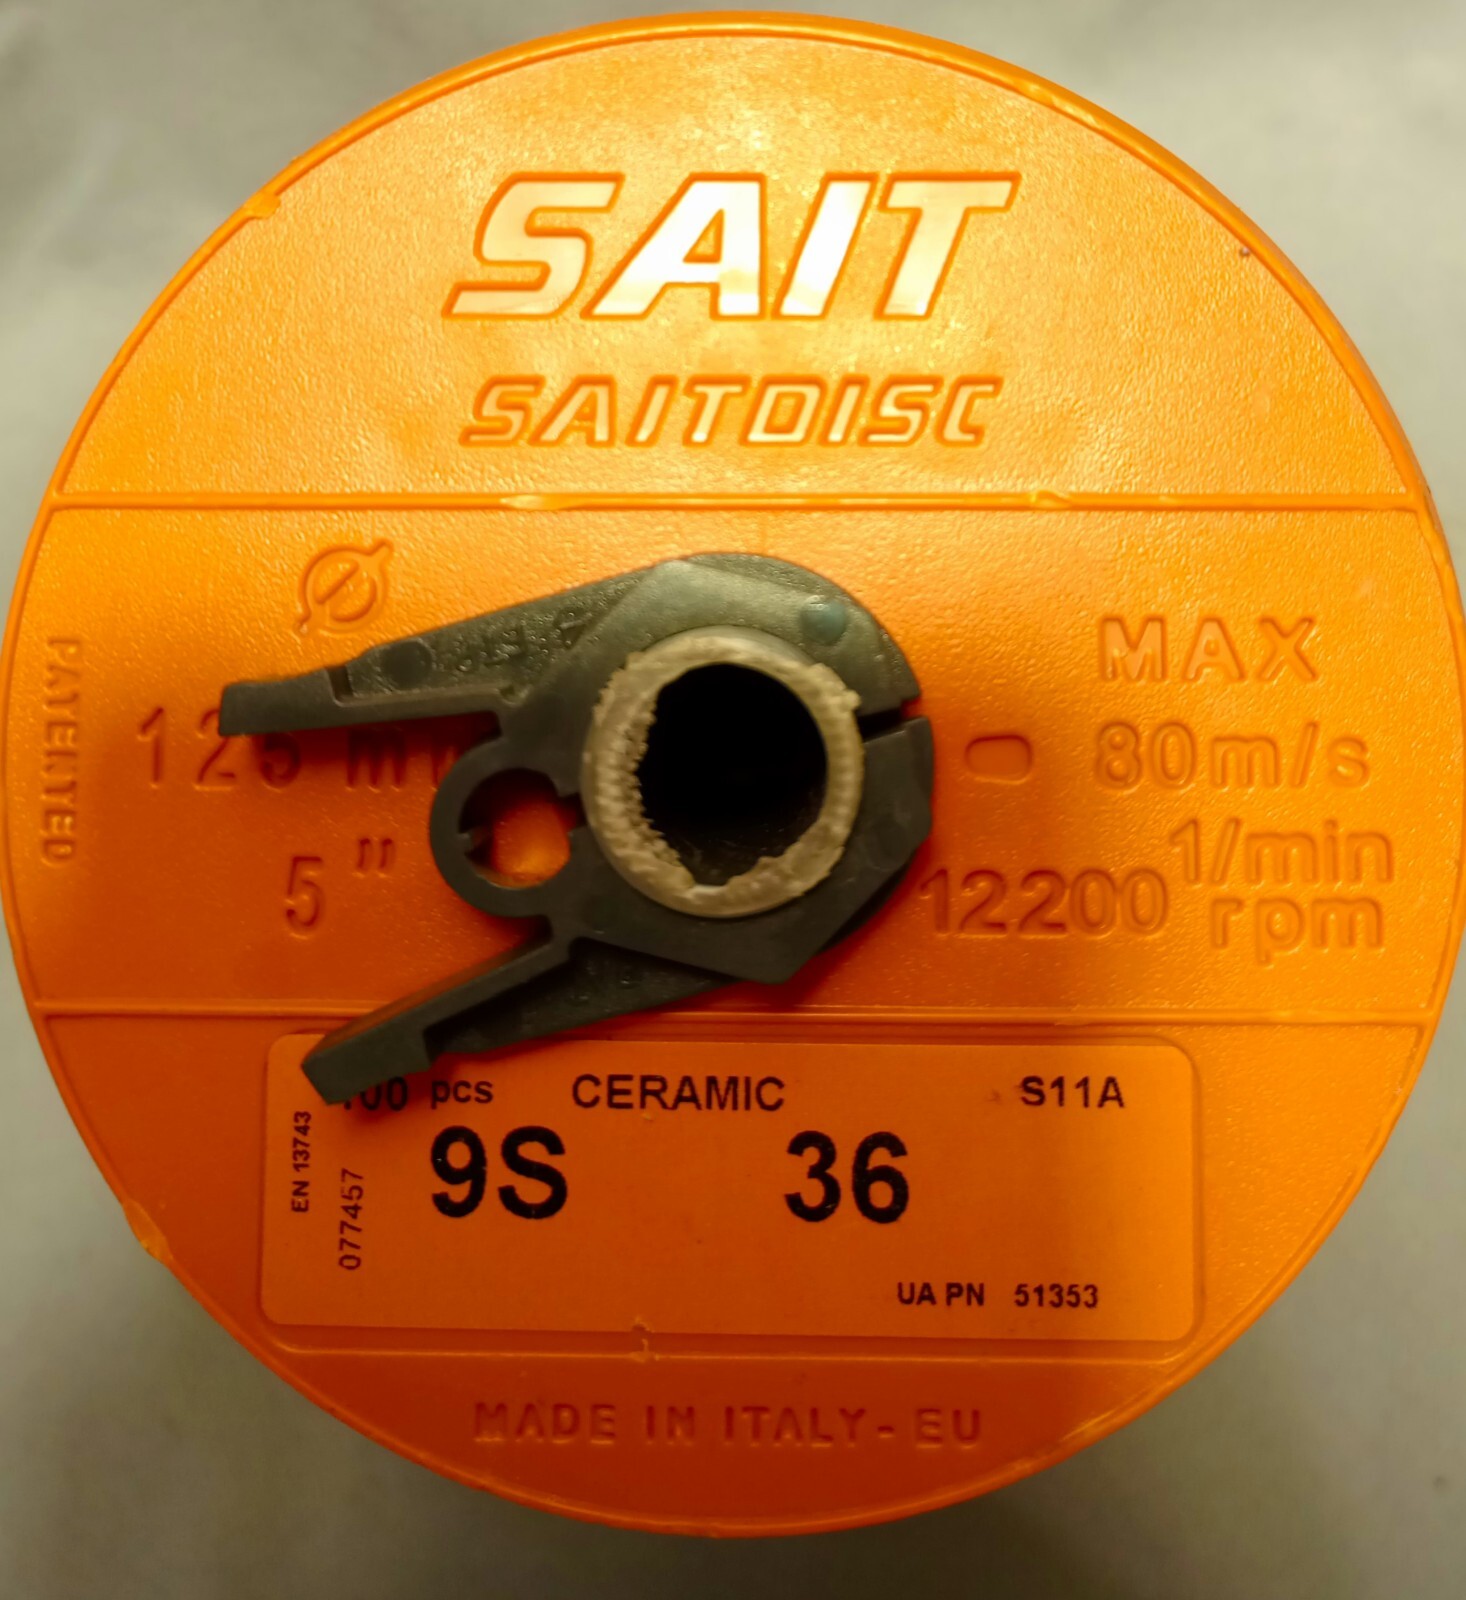 SAIT
SAITDISC
PATENTED
Ø
125 mm
5"
MAX
- 80m/s
12200 1/min
rpm
pcs CERAMIC S11A
EN 13743
077457
9S 36
UA PN 51353
MADE IN ITALY - EU